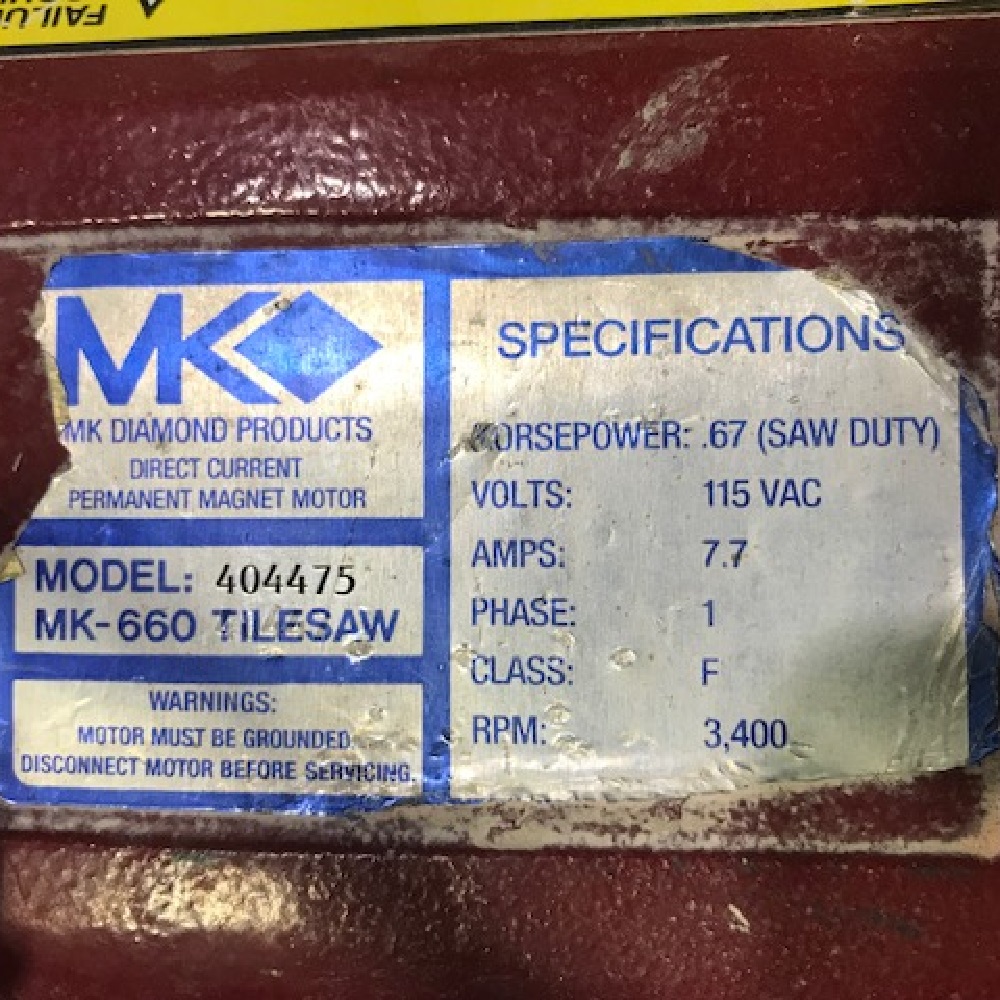 FAILU
MK
MK DIAMOND PRODUCTS
DIRECT CURRENT
PERMANENT MAGNET MOTOR
MODEL: 404475
MK-660 TILESAW
WARNINGS:
MOTOR MUST BE GROUNDED.
DISCONNECT MOTOR BEFORE SERVICING.
SPECIFICATIONS
HORSEPOWER: .67 (SAW DUTY)
VOLTS: 115 VAC
AMPS: 7.7
PHASE: 1
CLASS: F
RPM: 3,400